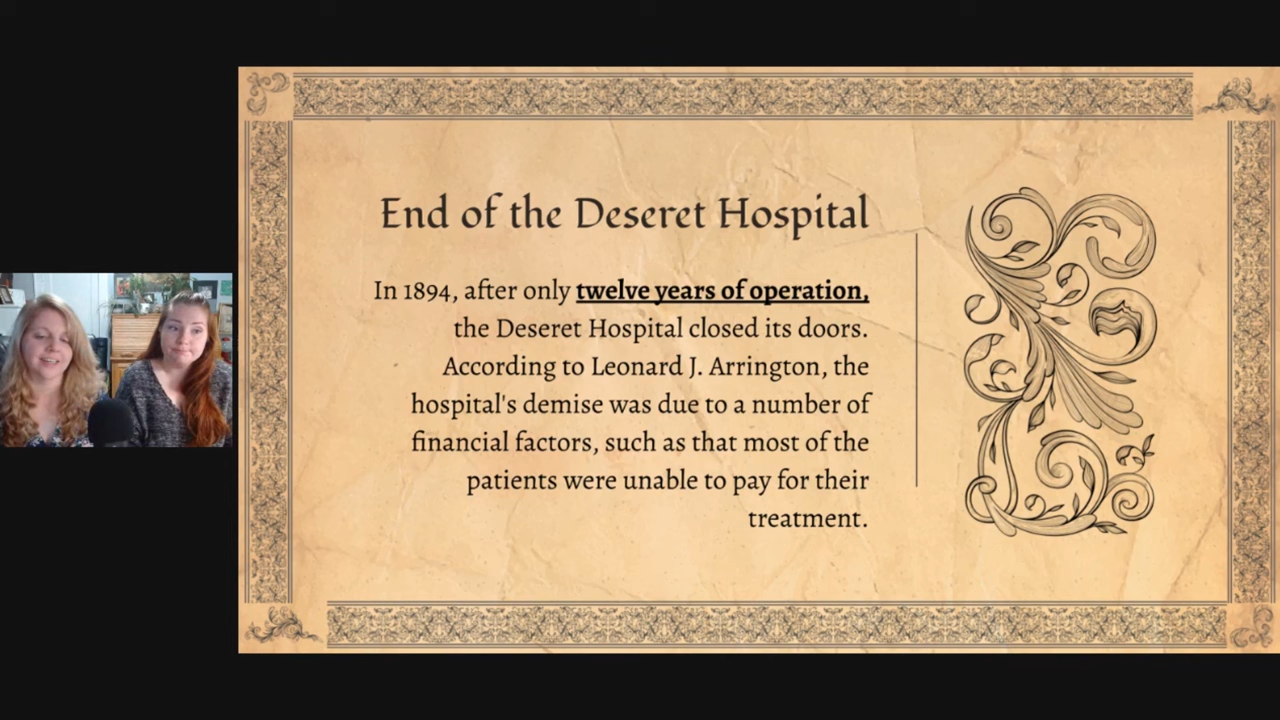 End of the Deseret Hospital
In 1894, after only twelve years of operation,
the Deseret Hospital closed its doors.
According to Leonard J. Arrington, the
hospital's demise was due to a number of
financial factors, such as that most of the
patients were unable to pay for their
treatment.